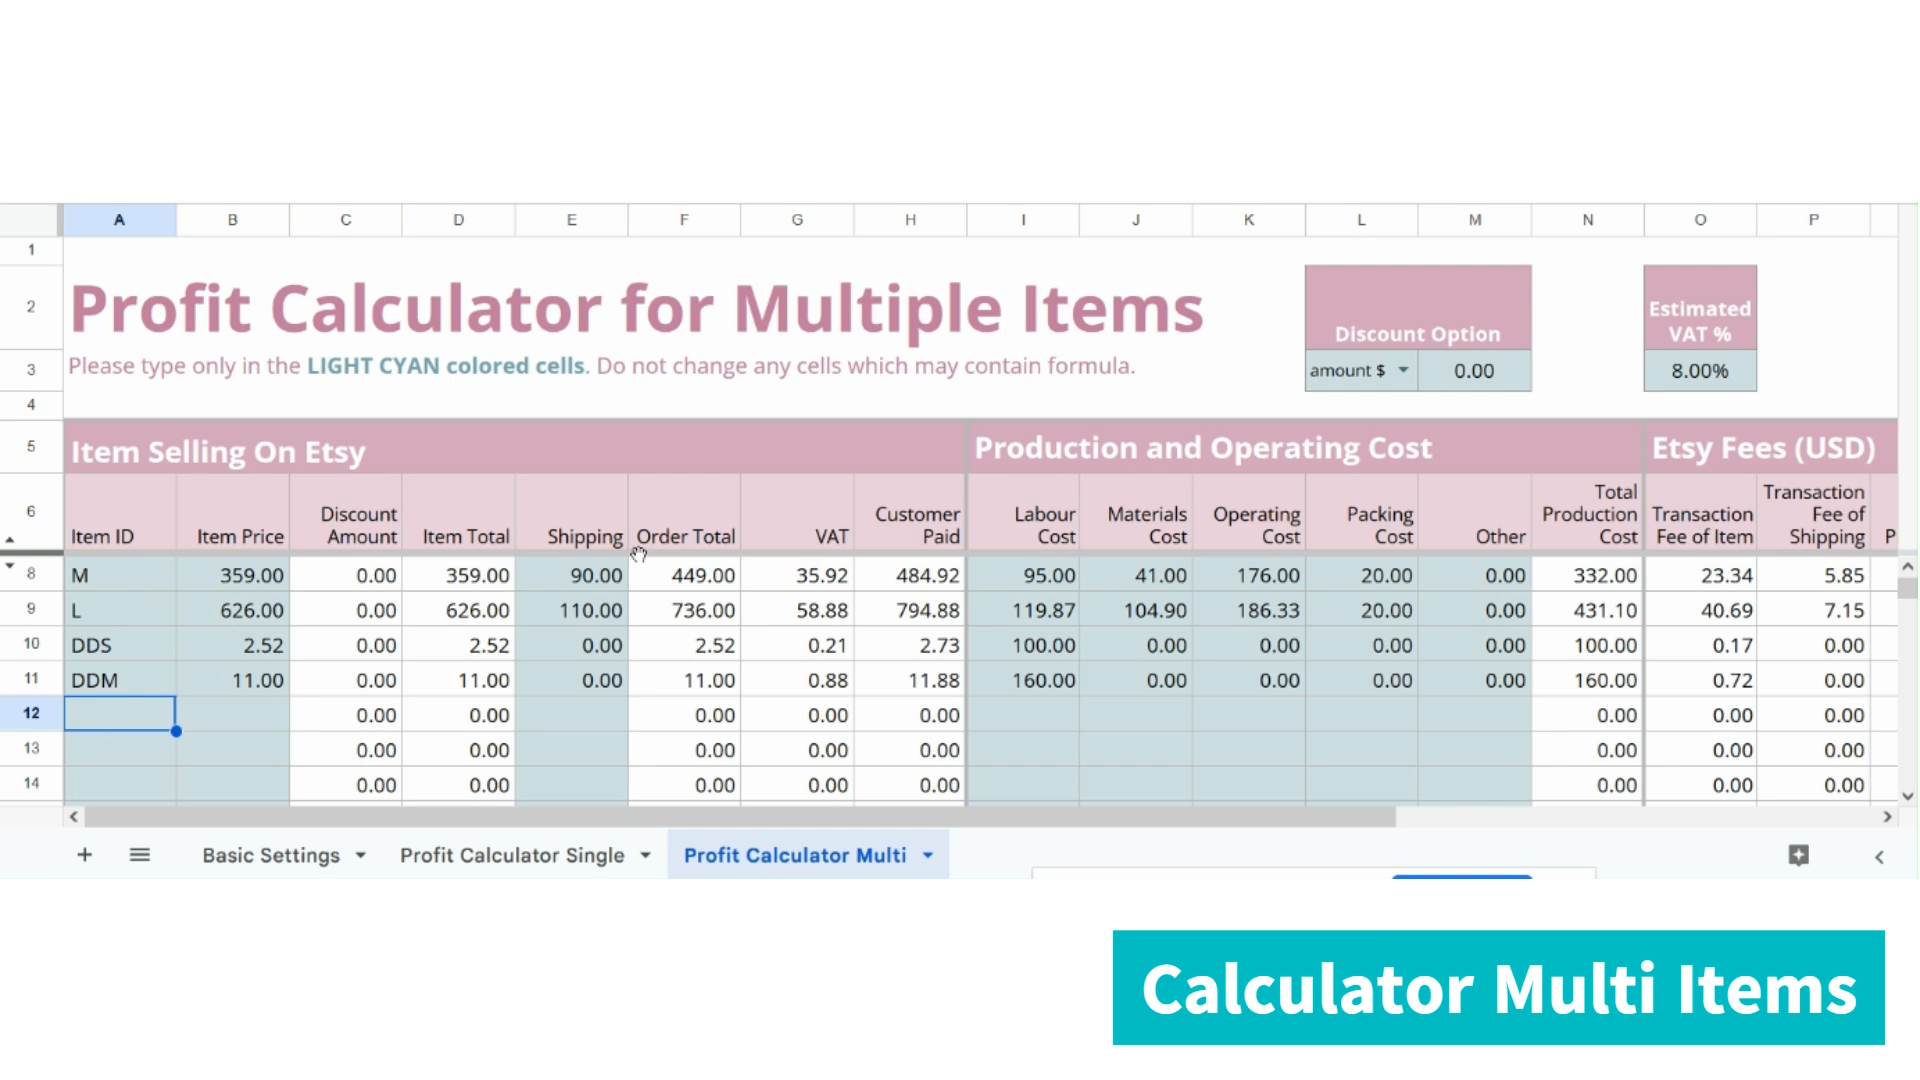 A B C D E F G H I J K L M N O P
1
2 Profit Calculator for Multiple Items Discount Option Estimated VAT %
3 Please type only in the LIGHT CYAN colored cells. Do not change any cells which may contain formula. amount $ 0.00 8.00%
4
5 Item Selling On Etsy Production and Operating Cost Etsy Fees (USD)
6 Item ID Item Price Discount Amount Item Total Shipping Order Total VAT Customer Paid Labour Cost Materials Cost Operating Cost Packing Cost Other Total Production Cost Transaction Fee of Item Transaction Fee of Shipping P
8 M 359.00 0.00 359.00 90.00 449.00 35.92 484.92 95.00 41.00 176.00 20.00 0.00 332.00 23.34 5.85
9 L 626.00 0.00 626.00 110.00 736.00 58.88 794.88 119.87 104.90 186.33 20.00 0.00 431.10 40.69 7.15
10 DDS 2.52 0.00 2.52 0.00 2.52 0.21 2.73 100.00 0.00 0.00 0.00 0.00 100.00 0.17 0.00
11 DDM 11.00 0.00 11.00 0.00 11.00 0.88 11.88 160.00 0.00 0.00 0.00 0.00 160.00 0.72 0.00
12 0.00 0.00 0.00 0.00 0.00 0.00 0.00 0.00
13 0.00 0.00 0.00 0.00 0.00 0.00 0.00 0.00
14 0.00 0.00 0.00 0.00 0.00 0.00 0.00 0.00
Basic Settings Profit Calculator Single Profit Calculator Multi
Calculator Multi Items